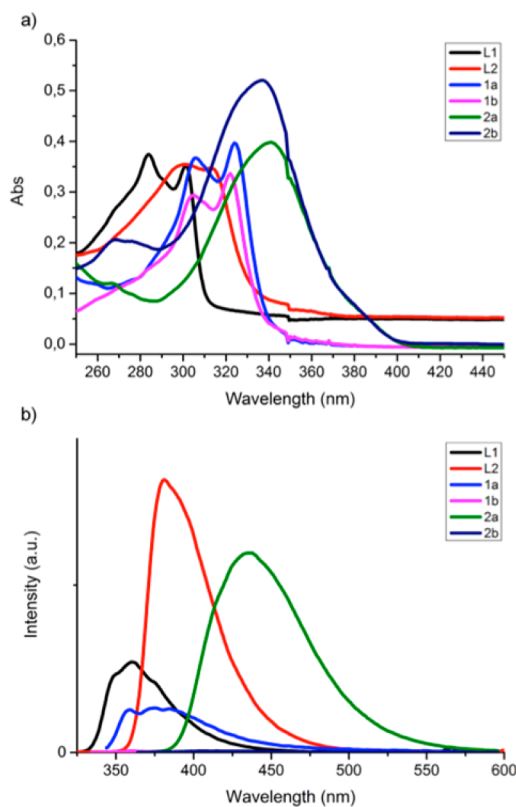 a)
0,6
0,5
0,4
0,3
0,2
0,1
0,0
Abs
L1
L2
1a
1b
2a
2b
260 280 300 320 340 360 380 400 420 440
Wavelength (nm)
b)
Intensity (a.u.)
0
L1
L2
1a
1b
2a
2b
350 400 450 500 550 600
Wavelength (nm)